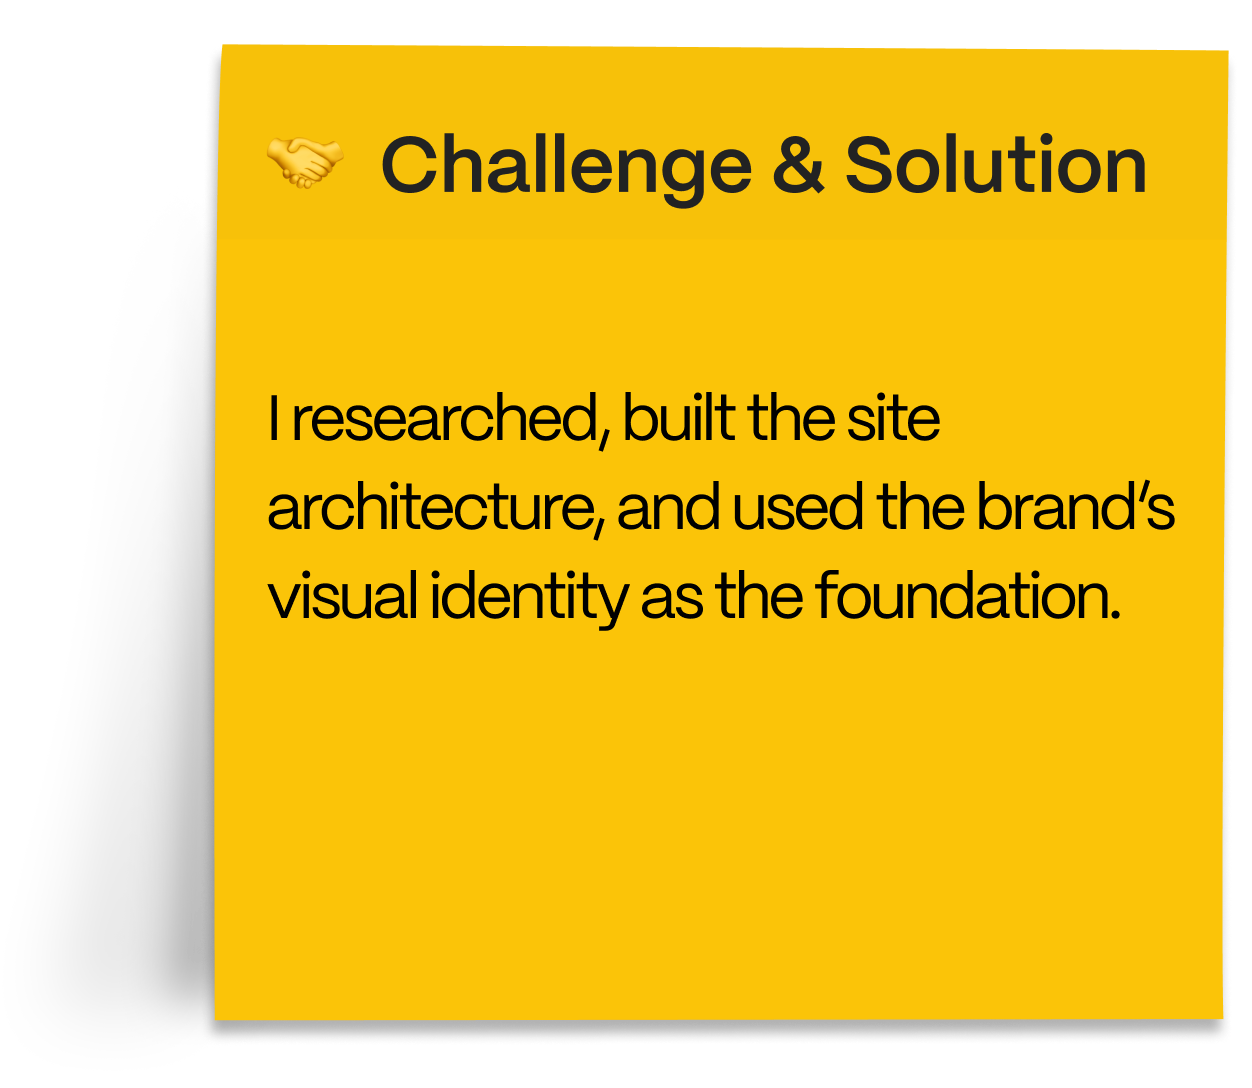 🤝 Challenge & Solution
I researched, built the site
architecture, and used the brand’s
visual identity as the foundation.